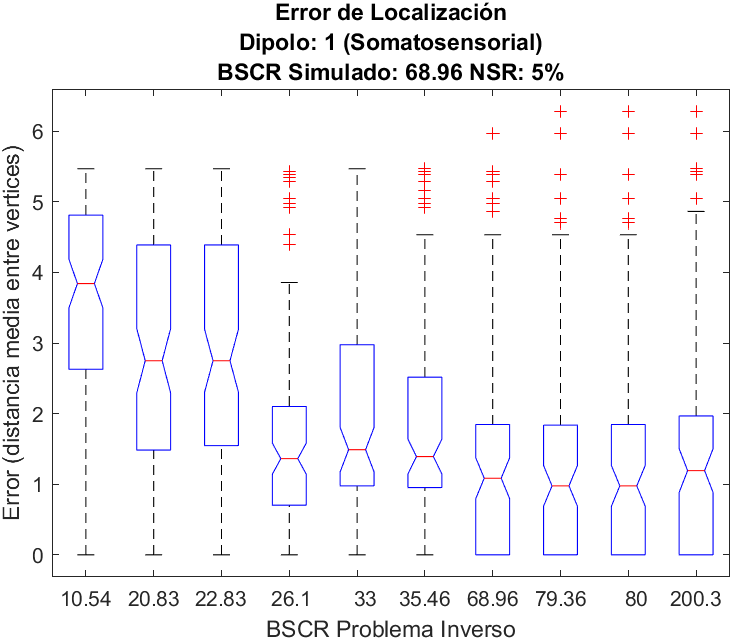 Error de Localización
Dipolo: 1 (Somatosensorial)
BSCR Simulado: 68.96 NSR: 5%
Error (distancia media entre vertices)
6
5
4
3
2
1
0
10.54 20.83 22.83 26.1 33 35.46 68.96 79.36 80 200.3
BSCR Problema Inverso